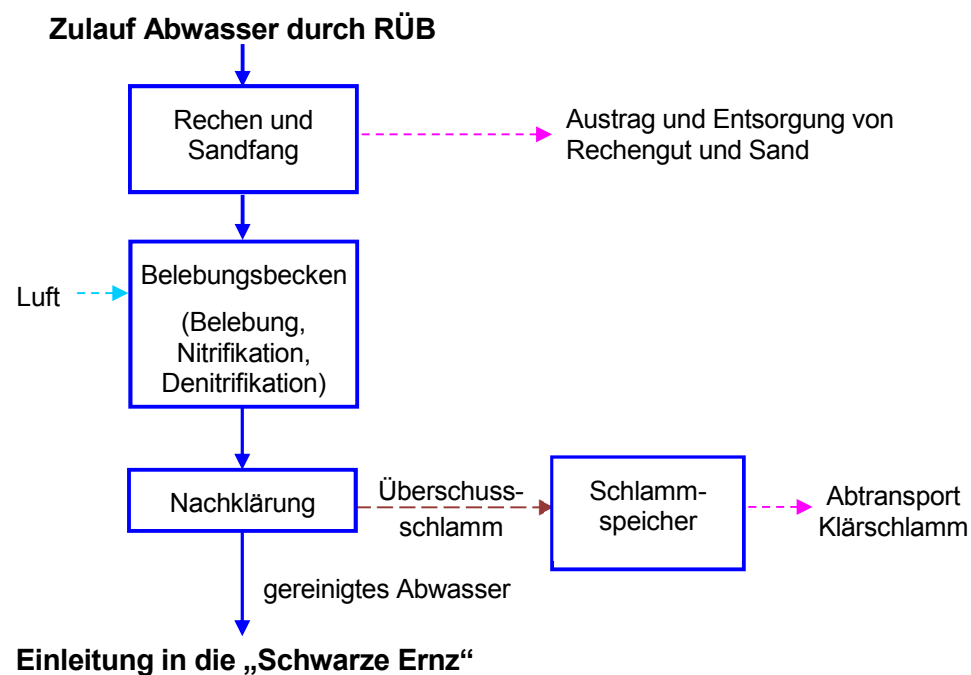 Zulauf Abwasser durch RÜB
Rechen und
Sandfang
Austrag und Entsorgung von
Rechengut und Sand
Luft
Belebungsbecken
(Belebung,
Nitrifikation,
Denitrifikation)
Nachklärung
Überschuss-
schlamm
Schlamm-
speicher
Abtransport
Klärschlamm
gereinigtes Abwasser
Einleitung in die „Schwarze Ernz“